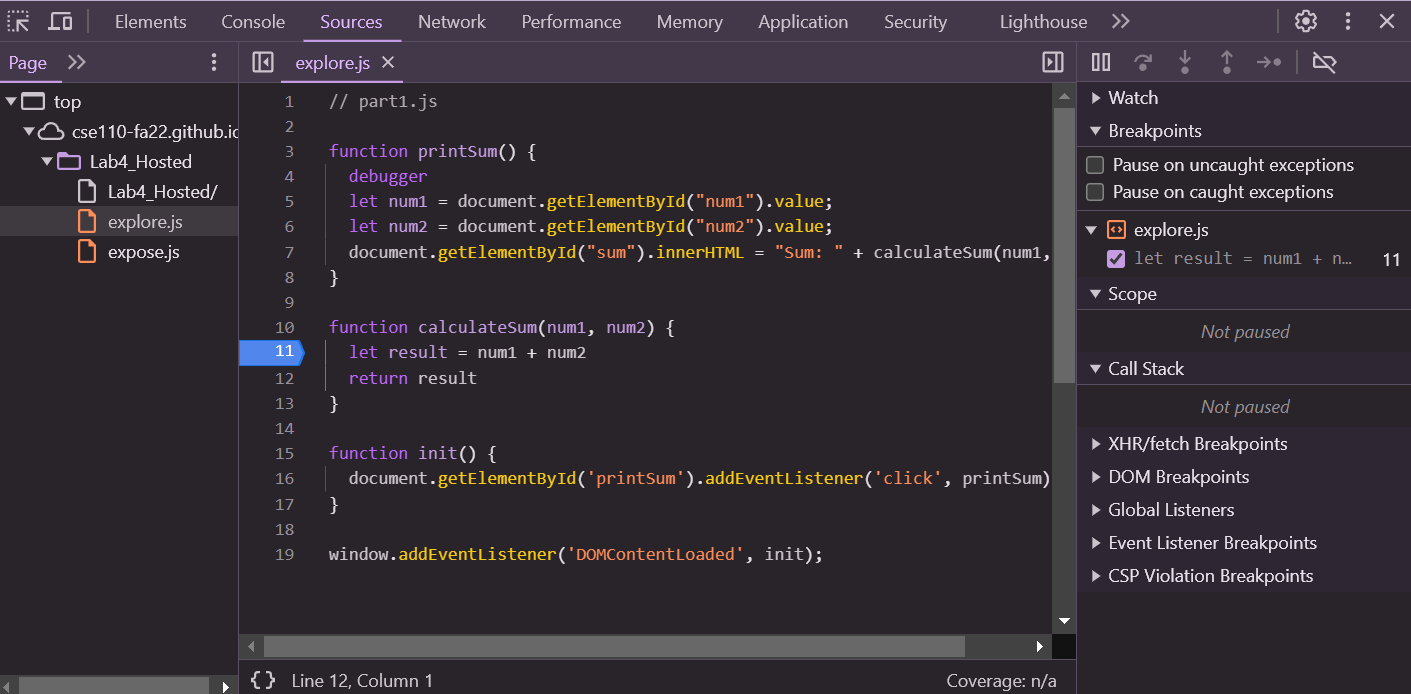 Elements Console Sources Network Performance Memory Application Security Lighthouse
Page
explore.js
top
cse110-fa22.github.io
Lab4_Hosted
Lab4_Hosted/
explore.js
expose.js
1 // part1.js
2
3 function printSum() {
4   debugger
5   let num1 = document.getElementById("num1").value;
6   let num2 = document.getElementById("num2").value;
7   document.getElementById("sum").innerHTML = "Sum: " + calculateSum(num1,
8 }
9
10 function calculateSum(num1, num2) {
11   let result = num1 + num2
12   return result
13 }
14
15 function init() {
16   document.getElementById('printSum').addEventListener('click', printSum)
17 }
18
19 window.addEventListener('DOMContentLoaded', init);
{} Line 12, Column 1
Coverage: n/a
Watch
Breakpoints
Pause on uncaught exceptions
Pause on caught exceptions
explore.js
let result = num1 + n… 11
Scope
Not paused
Call Stack
Not paused
XHR/fetch Breakpoints
DOM Breakpoints
Global Listeners
Event Listener Breakpoints
CSP Violation Breakpoints